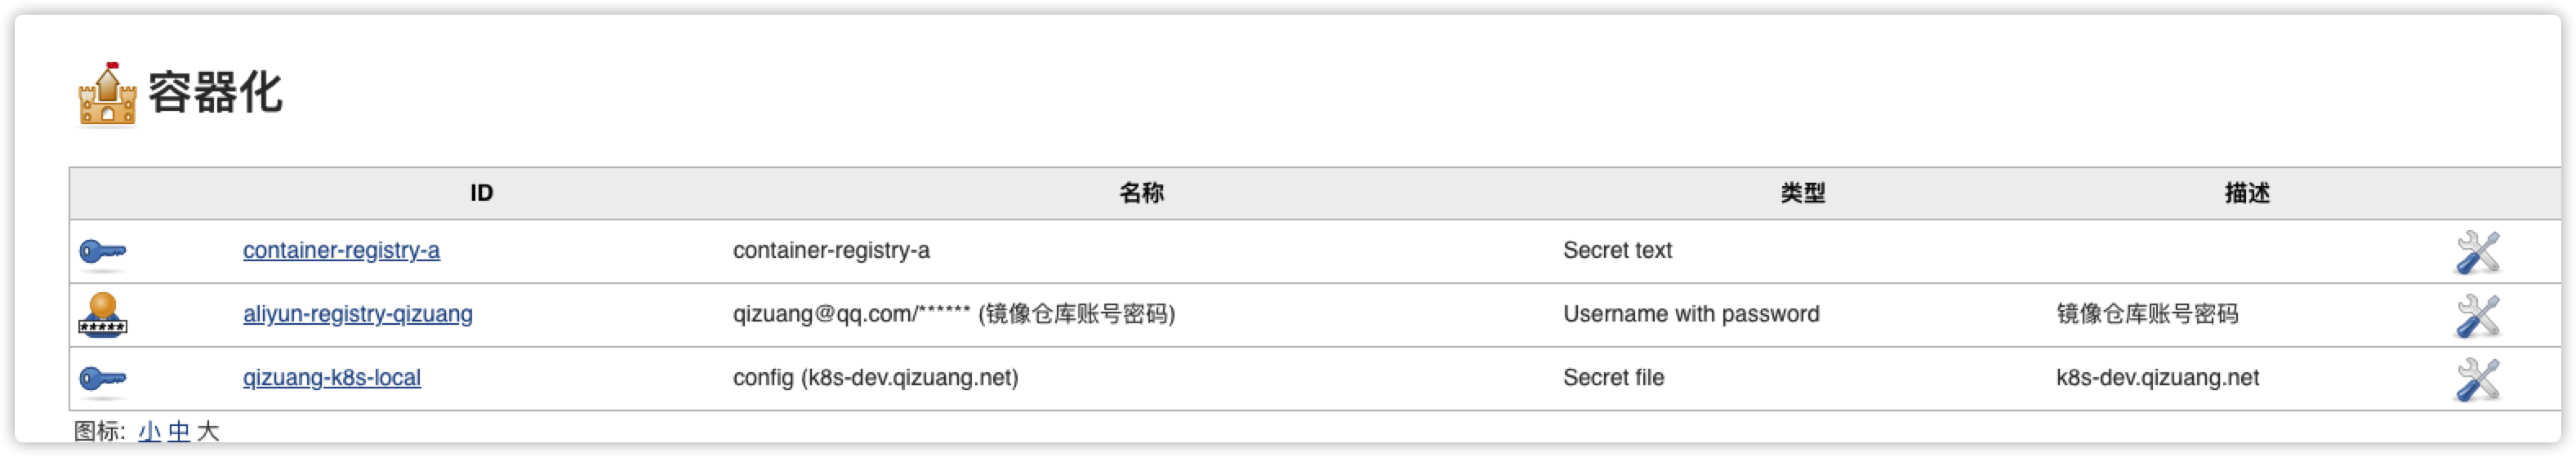 容器化
ID 名称 类型 描述
container-registry-a container-registry-a Secret text
***** aliyun-registry-qizuang qizuang@qq.com/****** (镜像仓库账号密码) Username with password 镜像仓库账号密码
qizuang-k8s-local config (k8s-dev.qizuang.net) Secret file k8s-dev.qizuang.net
图标: 小 中 大